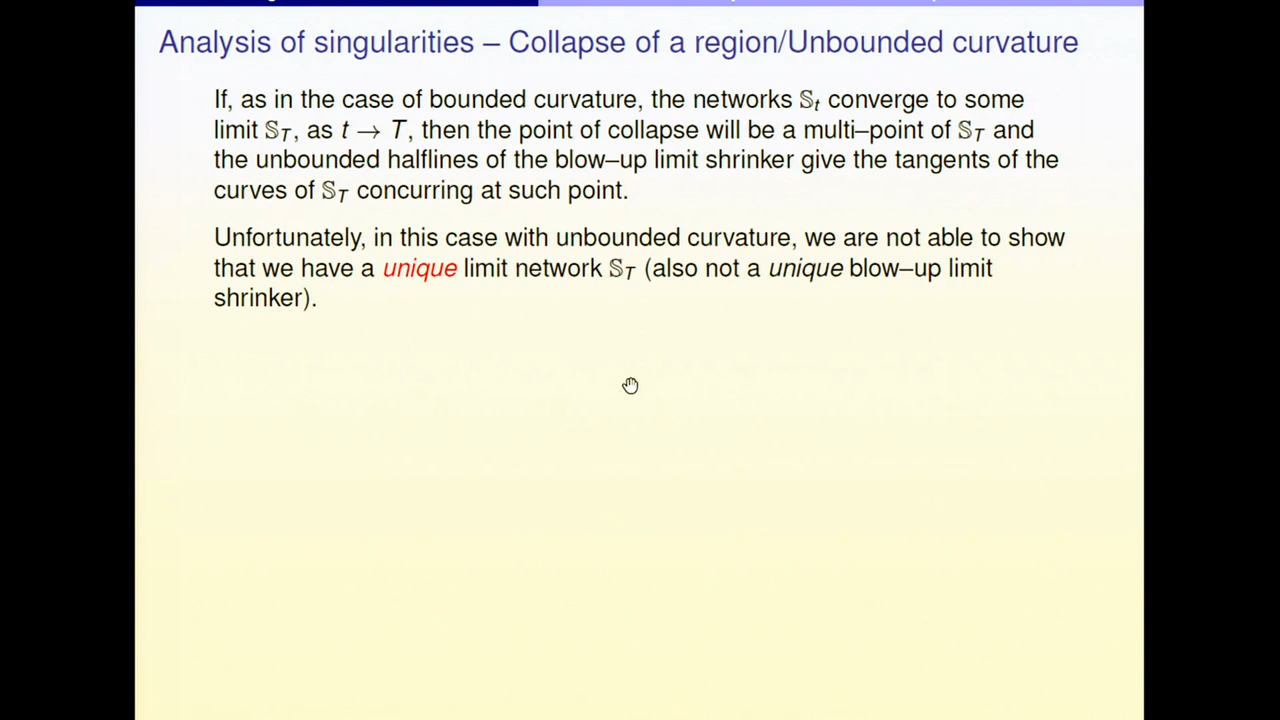 Analysis of singularities – Collapse of a region/Unbounded curvature
If, as in the case of bounded curvature, the networks 𝕊ₜ converge to some
limit 𝕊_T, as t → T, then the point of collapse will be a multi–point of 𝕊_T and
the unbounded halflines of the blow–up limit shrinker give the tangents of the
curves of 𝕊_T concurring at such point.
Unfortunately, in this case with unbounded curvature, we are not able to show
that we have a unique limit network 𝕊_T (also not a unique blow–up limit
shrinker).